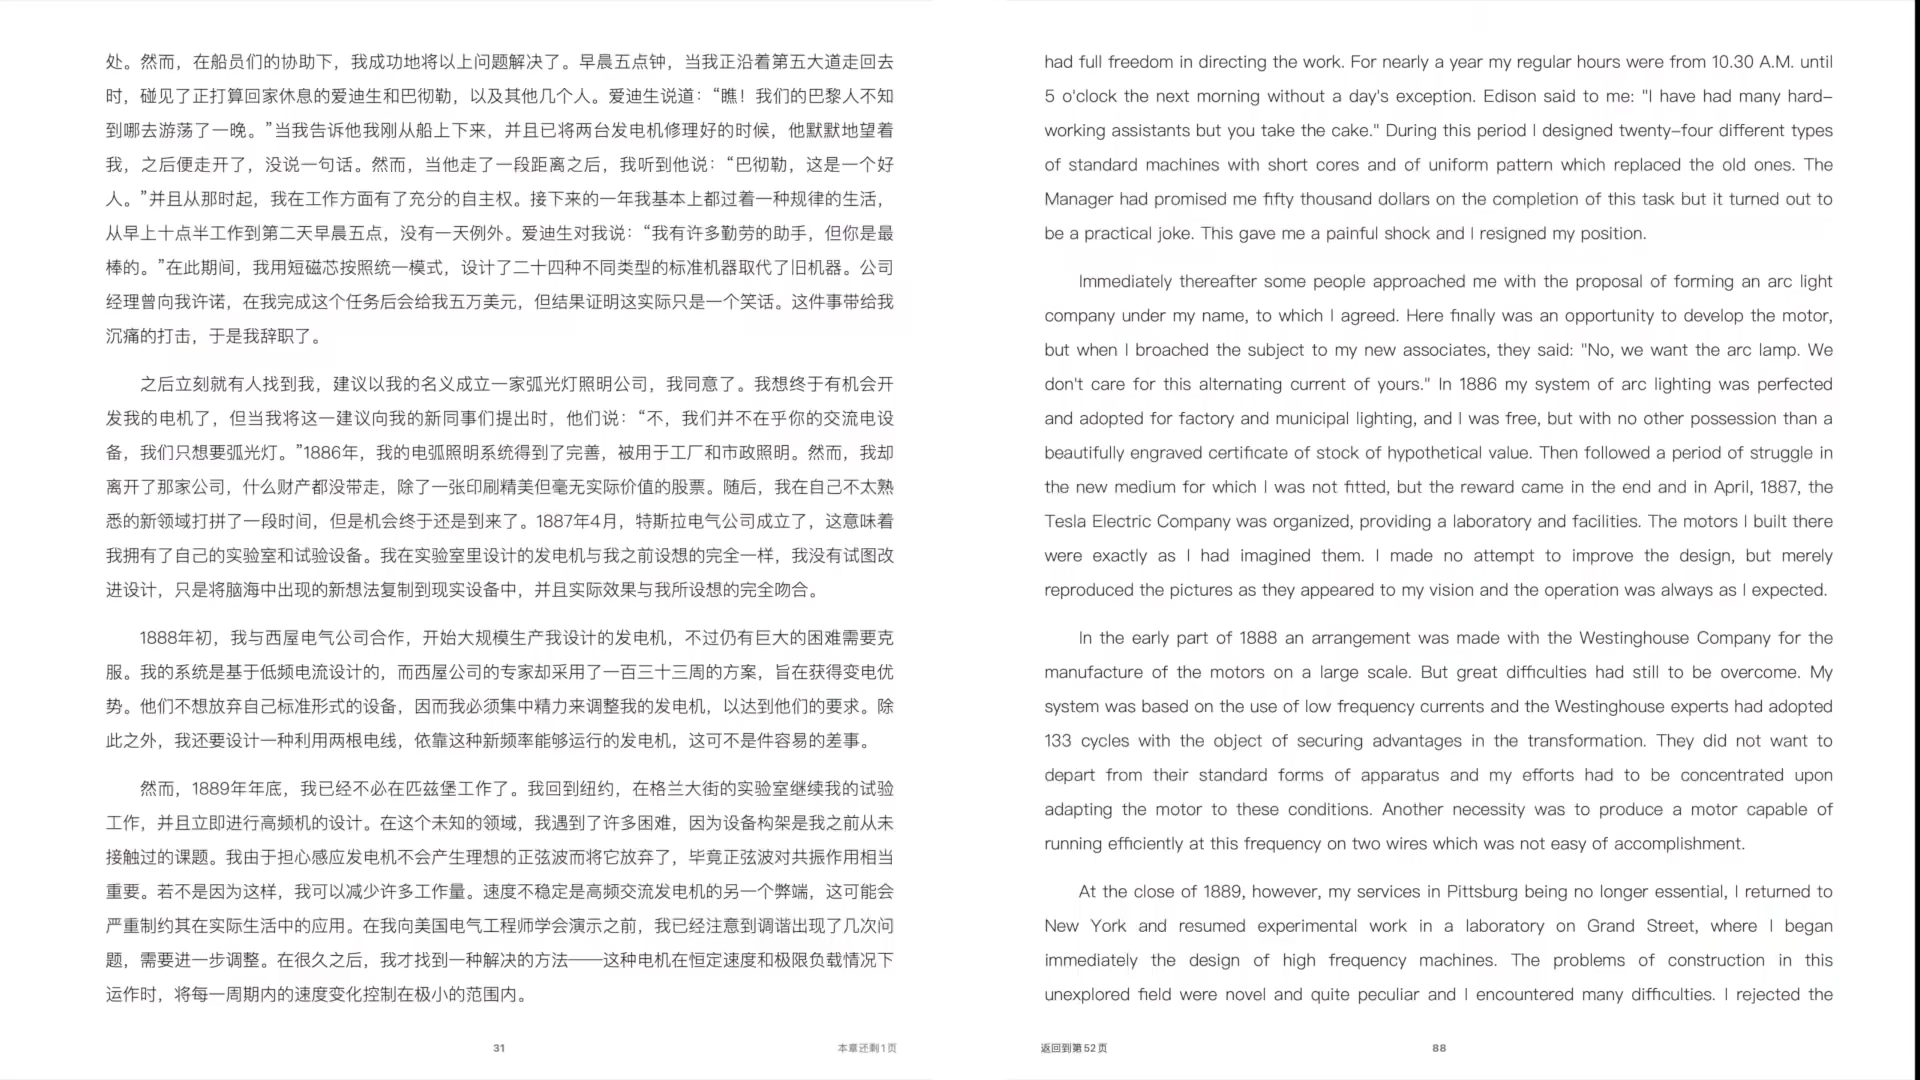 处。然而，在船员们的协助下，我成功地将以上问题解决了。早晨五点钟，当我正沿着第五大道走回去
时，碰见了正打算回家休息的爱迪生和巴彻勒，以及其他几个人。爱迪生说道：“瞧！我们的巴黎人不知
到哪去游荡了一晚。”当我告诉他我刚从船上下来，并且已将两台发电机修理好的时候，他默默地望着
我，之后便走开了，没说一句话。然而，当他走了一段距离之后，我听到他说：“巴彻勒，这是一个好
人。”并且从那时起，我在工作方面有了充分的自主权。接下来的一年我基本上都过着一种规律的生活，
从早上十点半工作到第二天早晨五点，没有一天例外。爱迪生对我说：“我有许多勤劳的助手，但你是最
棒的。”在此期间，我用短磁芯按照统一模式，设计了二十四种不同类型的标准机器取代了旧机器。公司
经理曾向我许诺，在我完成这个任务后会给我五万美元，但结果证明这实际只是一个笑话。这件事带给我
沉痛的打击，于是我辞职了。
之后立刻就有人找到我，建议以我的名义成立一家弧光灯照明公司，我同意了。我想终于有机会开
发我的电机了，但当我将这一建议向我的新同事们提出时，他们说：“不，我们并不在乎你的交流电设
备，我们只想要弧光灯。”1886年，我的电弧照明系统得到了完善，被用于工厂和市政照明。然而，我却
离开了那家公司，什么财产都没带走，除了一张印刷精美但毫无实际价值的股票。随后，我在自己不太熟
悉的新领域打拼了一段时间，但是机会终于还是到来了。1887年4月，特斯拉电气公司成立了，这意味着
我拥有了自己的实验室和试验设备。我在实验室里设计的发电机与我之前设想的完全一样，我没有试图改
进设计，只是将脑海中出现的新想法复制到现实设备中，并且实际效果与我所设想的完全吻合。
1888年初，我与西屋电气公司合作，开始大规模生产我设计的发电机，不过仍有巨大的困难需要克
服。我的系统是基于低频电流设计的，而西屋公司的专家却采用了一百三十三周的方案，旨在获得变电优
势。他们不想放弃自己标准形式的设备，因而我必须集中精力来调整我的发电机，以达到他们的要求。除
此之外，我还要设计一种利用两根电线，依靠这种新频率能够运行的发电机，这可不是件容易的差事。
然而，1889年年底，我已经不必在匹兹堡工作了。我回到纽约，在格兰大街的实验室继续我的试验
工作，并且立即进行高频机的设计。在这个未知的领域，我遇到了许多困难，因为设备构架是我之前从未
接触过的课题。我由于担心感应发电机不会产生理想的正弦波而将它放弃了，毕竟正弦波对共振作用相当
重要。若不是因为这样，我可以减少许多工作量。速度不稳定是高频交流发电机的另一个弊端，这可能会
严重制约其在实际生活中的应用。在我向美国电气工程师学会演示之前，我已经注意到调谐出现了几次问
题，需要进一步调整。在很久之后，我才找到一种解决的方法——这种电机在恒定速度和极限负载情况下
运作时，将每一周期内的速度变化控制在极小的范围内。
31
本章还剩1页
had full freedom in directing the work. For nearly a year my regular hours were from 10.30 A.M. until
5 o'clock the next morning without a day's exception. Edison said to me: "I have had many hard-
working assistants but you take the cake." During this period I designed twenty-four different types
of standard machines with short cores and of uniform pattern which replaced the old ones. The
Manager had promised me fifty thousand dollars on the completion of this task but it turned out to
be a practical joke. This gave me a painful shock and I resigned my position.
Immediately thereafter some people approached me with the proposal of forming an arc light
company under my name, to which I agreed. Here finally was an opportunity to develop the motor,
but when I broached the subject to my new associates, they said: "No, we want the arc lamp. We
don't care for this alternating current of yours." In 1886 my system of arc lighting was perfected
and adopted for factory and municipal lighting, and I was free, but with no other possession than a
beautifully engraved certificate of stock of hypothetical value. Then followed a period of struggle in
the new medium for which I was not fitted, but the reward came in the end and in April, 1887, the
Tesla Electric Company was organized, providing a laboratory and facilities. The motors I built there
were exactly as I had imagined them. I made no attempt to improve the design, but merely
reproduced the pictures as they appeared to my vision and the operation was always as I expected.
In the early part of 1888 an arrangement was made with the Westinghouse Company for the
manufacture of the motors on a large scale. But great difficulties had still to be overcome. My
system was based on the use of low frequency currents and the Westinghouse experts had adopted
133 cycles with the object of securing advantages in the transformation. They did not want to
depart from their standard forms of apparatus and my efforts had to be concentrated upon
adapting the motor to these conditions. Another necessity was to produce a motor capable of
running efficiently at this frequency on two wires which was not easy of accomplishment.
At the close of 1889, however, my services in Pittsburg being no longer essential, I returned to
New York and resumed experimental work in a laboratory on Grand Street, where I began
immediately the design of high frequency machines. The problems of construction in this
unexplored field were novel and quite peculiar and I encountered many difficulties. I rejected the
返回到第52页
88